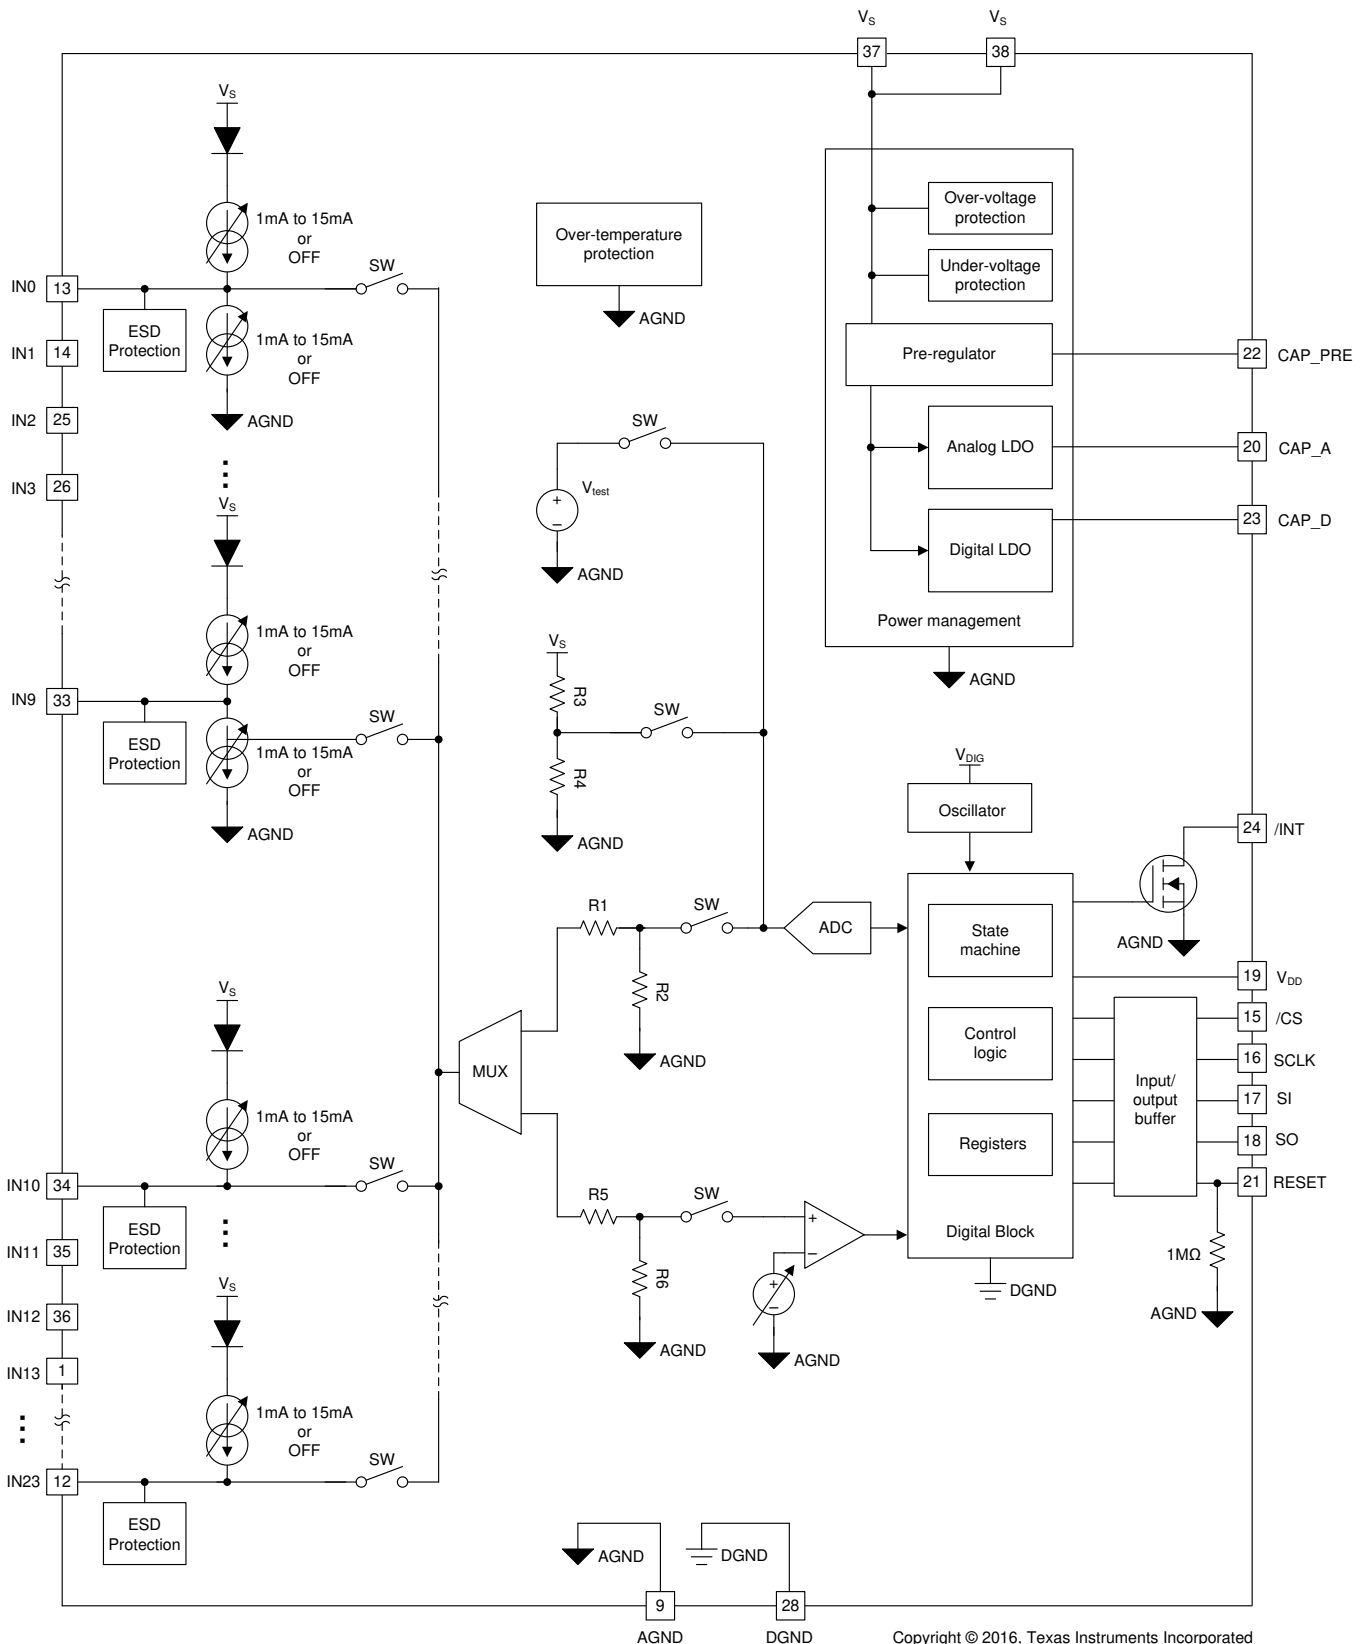 VS
VS
37
38
VS
1mA to 15mA
or
OFF
SW
IN0
13
ESD
Protection
1mA to 15mA
or
OFF
AGND
IN1
14
IN2
25
IN3
26
Over-temperature
protection
AGND
Over-voltage
protection
Under-voltage
protection
Pre-regulator
22
CAP_PRE
Analog LDO
20
CAP_A
Digital LDO
23
CAP_D
Power management
AGND
SW
Vtest
+
−
AGND
VS
1mA to 15mA
or
OFF
IN9
33
ESD
Protection
SW
1mA to 15mA
or
OFF
AGND
VS
R3
SW
R4
AGND
VDIG
Oscillator
24
/INT
AGND
R1
SW
ADC
R2
AGND
State
machine
Control
logic
Registers
Digital Block
DGND
19
VDD
15
/CS
16
SCLK
Input/
output
buffer
17
SI
18
SO
21
RESET
1MΩ
AGND
MUX
VS
1mA to 15mA
or
OFF
SW
IN10
34
ESD
Protection
IN11
35
IN12
36
IN13
1
R5
SW
+
−
R6
AGND
+
−
AGND
VS
1mA to 15mA
or
OFF
SW
IN23
12
ESD
Protection
AGND
DGND
9
28
AGND
DGND
Copyright © 2016, Texas Instruments Incorporated